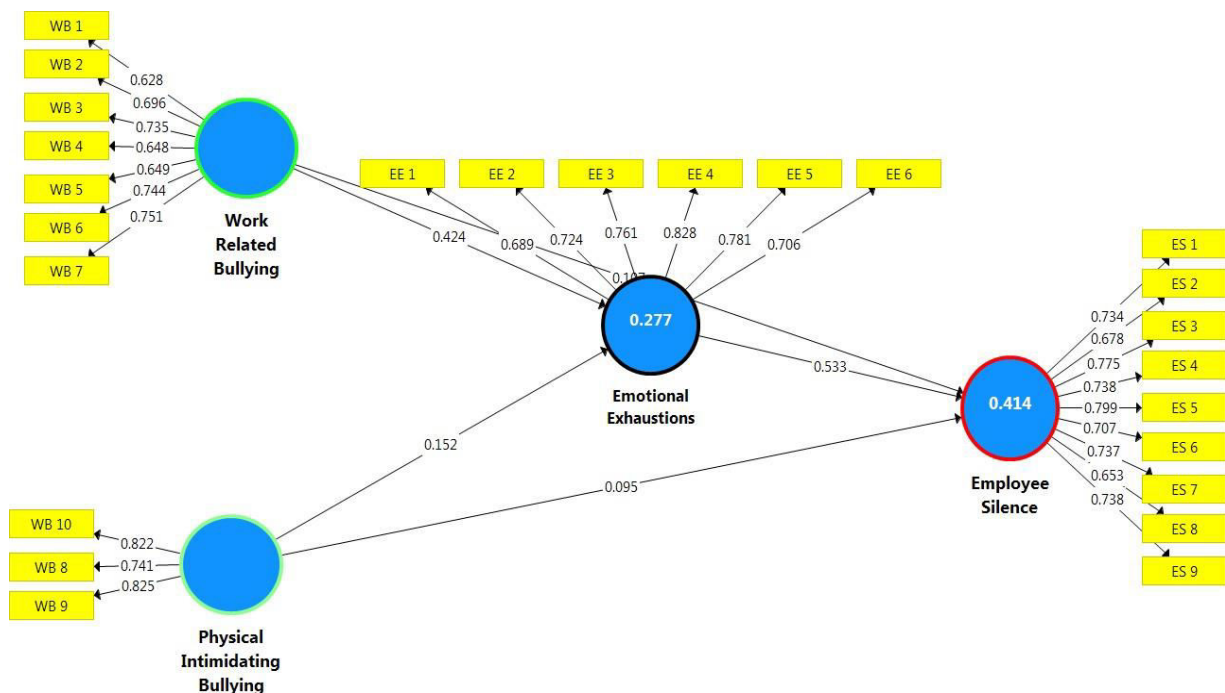 WB 1
WB 2
WB 3
WB 4
WB 5
WB 6
WB 7
0.628
0.696
0.735
0.648
0.649
0.744
0.751
Work
Related
Bullying
EE 1
EE 2
EE 3
EE 4
EE 5
EE 6
0.689
0.724
0.761
0.828
0.781
0.706
0.424
0.277
Emotional
Exhaustions
0.533
0.152
0.095
ES 1
ES 2
ES 3
ES 4
ES 5
ES 6
ES 7
ES 8
ES 9
0.734
0.678
0.775
0.738
0.799
0.707
0.737
0.653
0.738
0.414
Employee
Silence
WB 10
WB 8
WB 9
0.822
0.741
0.825
Physical
Intimidating
Bullying